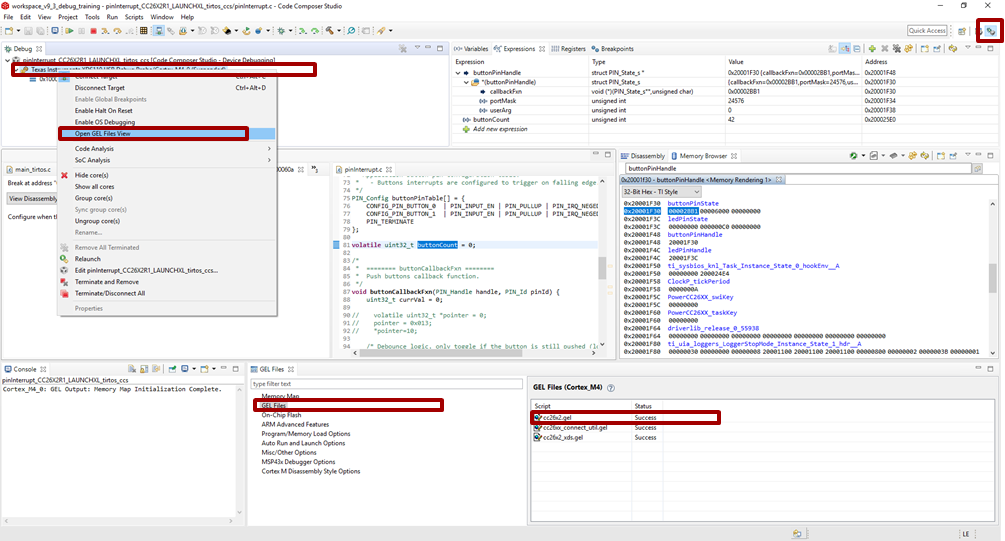 workspace_v9_3_debug_training - pinInterrupt_CC26X2R1_LAUNCHXL_tirtos_ccs/pinInterrupt.c - Code Composer Studio
File Edit View Project Tools Run Scripts Window Help
Quick Access
Debug
pinInterrupt_CC26X2R1_LAUNCHXL_tirtos_ccs [Code Composer Studio - Device Debugging]
Connect Target
Disconnect Target Ctrl+Alt+D
Enable Global Breakpoints
Enable Halt On Reset
Enable OS Debugging
Open GEL Files View
Code Analysis
SoC Analysis
Hide core(s)
Show all cores
Group core(s)
Sync group core(s)
Ungroup core(s)
Rename...
Remove All Terminated
Relaunch
Edit pinInterrupt_CC26X2R1_LAUNCHXL_tirtos_ccs...
Terminate and Remove
Terminate/Disconnect All
Properties
Variables Expressions Registers Breakpoints
Expression Type Value Address
buttonPinHandle struct PIN_State_s * 0x20001F30 {callbackFxn=0x00002BB1,portMas... 0x20001F48
*(buttonPinHandle) struct PIN_State_s {callbackFxn=0x00002BB1,portMask=24576,us... 0x20001F30
callbackFxn void (*)(PIN_State_s**,unsigned char) 0x00002BB1 0x20001F30
portMask unsigned int 24576 0x20001F34
userArg unsigned int 0 0x20001F38
buttonCount unsigned int 42 0x200025E0
Add new expression
main_tirtos.c
Break at address "
View Disassembly
Configure when th
00060a
pinInterrupt.c
73 * - Buttons interrupts are configured to trigger on falling edge
74 */
75 PIN_Config buttonPinTable[] = {
76 CONFIG_PIN_BUTTON_0 | PIN_INPUT_EN | PIN_PULLUP | PIN_IRQ_NEGED
77 CONFIG_PIN_BUTTON_1 | PIN_INPUT_EN | PIN_PULLUP | PIN_IRQ_NEGED
78 PIN_TERMINATE
79 };
80
81 volatile uint32_t buttonCount = 0;
82
83 /*
84 * ======== buttonCallbackFxn ========
85 * Push buttons callback function.
86 */
87 void buttonCallbackFxn(PIN_Handle handle, PIN_Id pinId) {
88 uint32_t currVal = 0;
89
90 // volatile uint32_t *pointer = 0;
91 // pointer = 0x013;
92 // *pointer=10;
93
94 /* Debounce logic, only toggle if the button is still pushed (l
Disassembly Memory Browser
buttonPinHandle
0x20001F30 - buttonPinHandle <Memory Rendering 1>
32-Bit Hex - TI Style
0x20001F30 buttonPinState
0x20001F30 00002BB1 00006000 00000000
0x20001F3C ledPinState
0x20001F3C 00000000 000000C0 00000000
0x20001F48 buttonPinHandle
0x20001F48 20001F30
0x20001F4C ledPinHandle
0x20001F4C 20001F3C
0x20001F50 ti_sysbios_knl_Task_Instance_State_0_hookEnv__A
0x20001F50 00000000 200024E4
0x20001F58 ClockP_tickPeriod
0x20001F58 0000000A
0x20001F5C PowerCC26XX_swiKey
0x20001F5C 00000000
0x20001F60 PowerCC26XX_taskKey
0x20001F60 00000000
0x20001F64 driverlib_release_0_55938
0x20001F64 00000000 00000000 00000000 00000000 00000000 00000000 00000000
0x20001F80 ti_uia_loggers_LoggerStopMode_Instance_State_1_hdr__A
0x20001F80 00000030 00000000 00000008 20001100 20001100 20001100 00000800 00000002 00000038 00000001
Console
pinInterrupt_CC26X2R1_LAUNCHXL_tirtos_ccs
Cortex_M4_0: GEL Output: Memory Map Initialization Complete.
GEL Files
type filter text
Memory Map
GEL Files
On-Chip Flash
ARM Advanced Features
Program/Memory Load Options
Auto Run and Launch Options
Misc/Other Options
MSP43x Debugger Options
Cortex M Disassembly Style Options
GEL Files (Cortex_M4)
Script Status
cc26x2.gel Success
cc26xx_connect_util.gel Success
cc26x2_xds.gel Success
LE